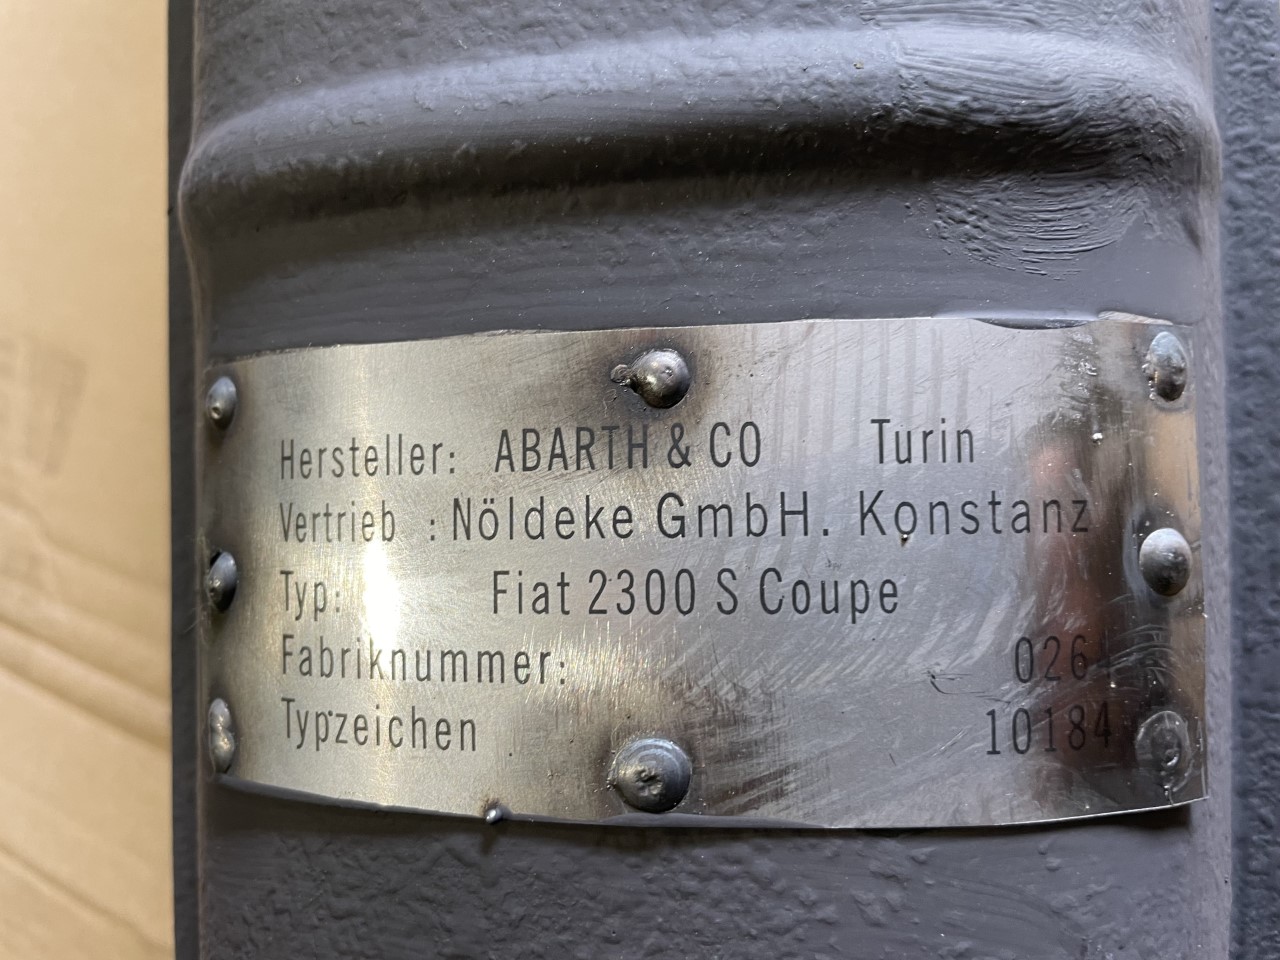 Hersteller: ABARTH & CO Turin
Vertrieb : Nöldeke GmbH. Konstanz
Typ: Fiat 2300 S Coupe
Fabriknummer: 026
Typzeichen 10184